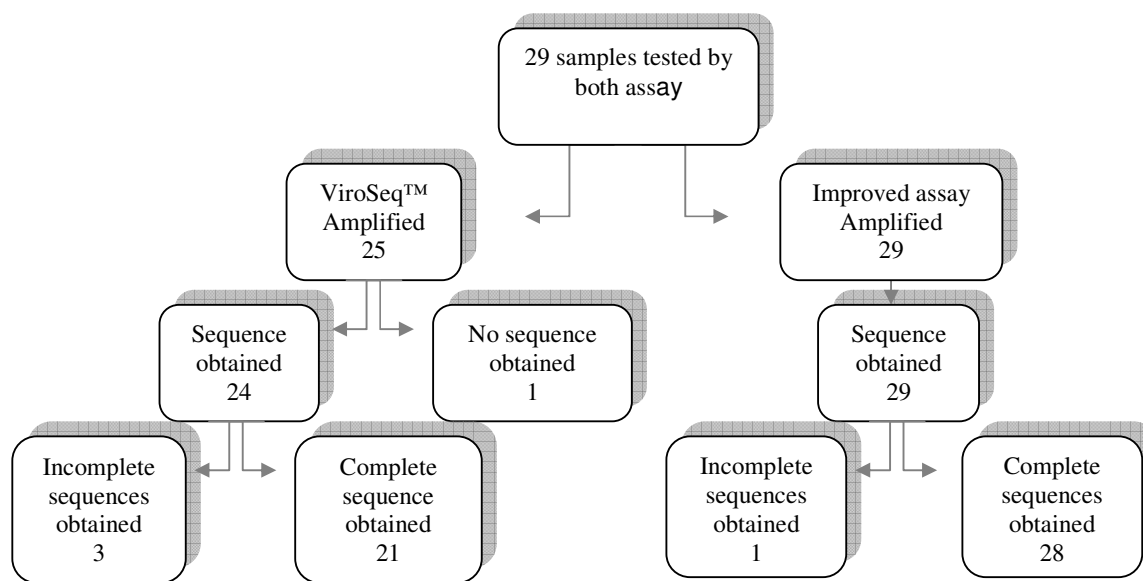 29 samples tested by
both assay
ViroSeq™
Amplified
25
Improved assay
Amplified
29
Sequence
obtained
24
No sequence
obtained
1
Sequence
obtained
29
Incomplete
sequences
obtained
3
Complete
sequence
obtained
21
Incomplete
sequences
obtained
1
Complete
sequences
obtained
28